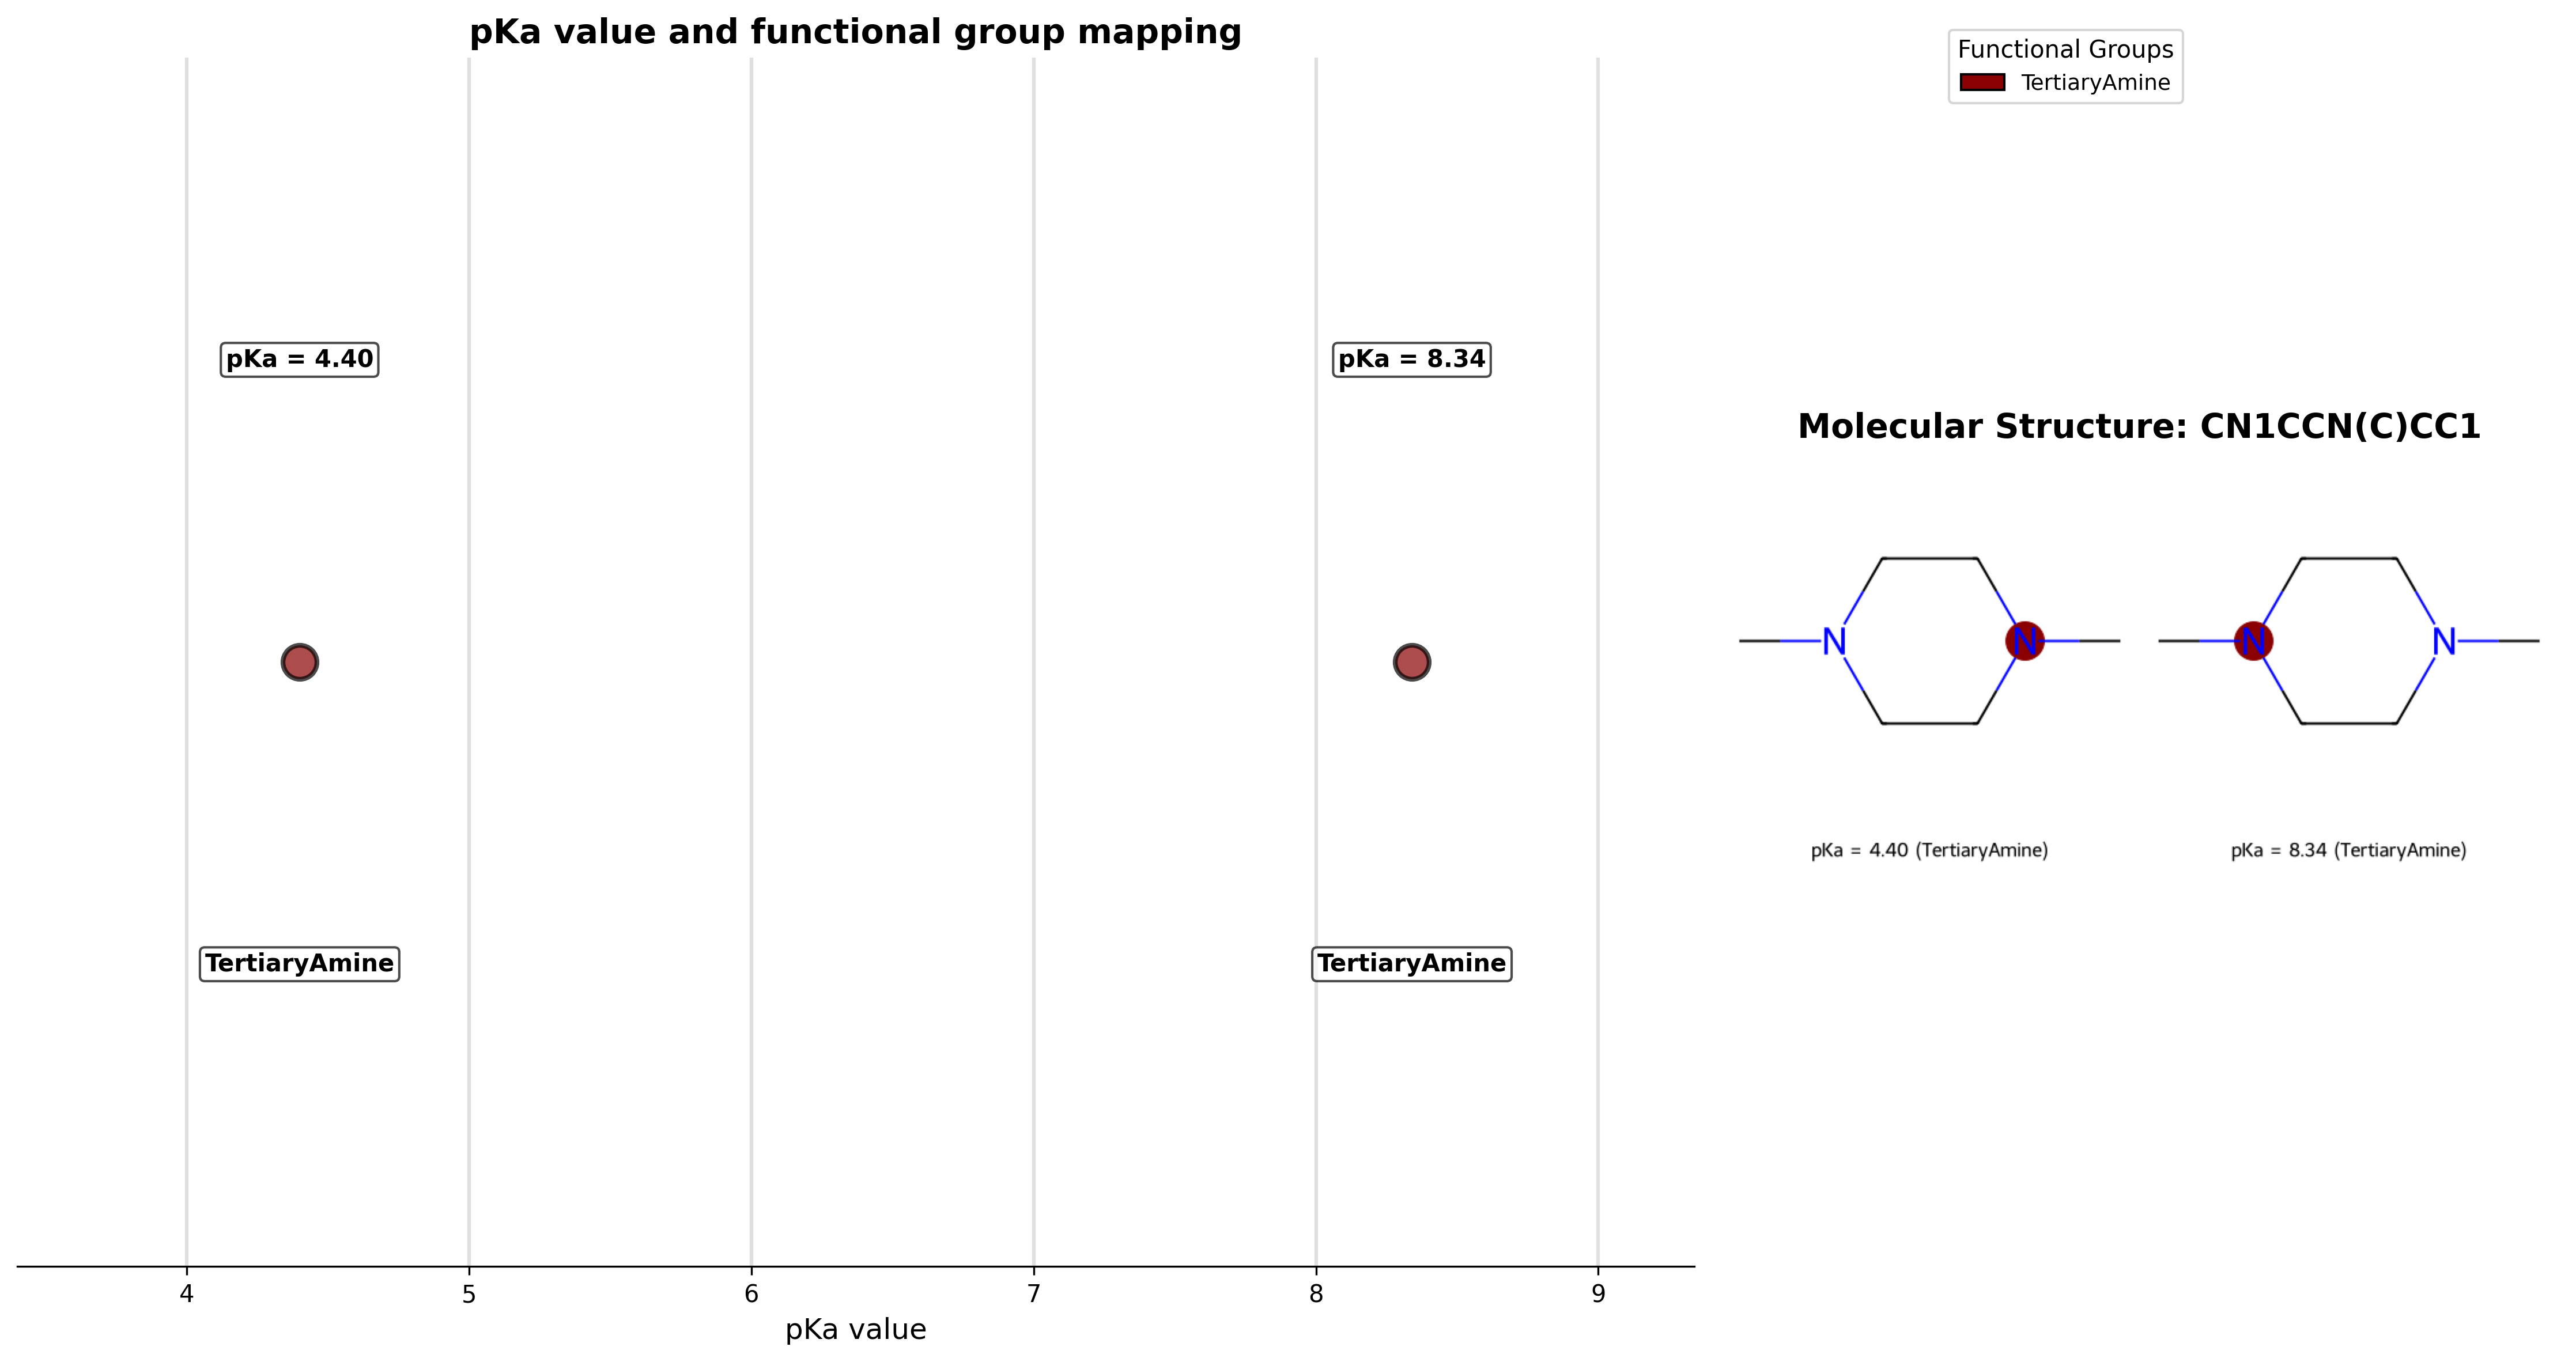 pKa value and functional group mapping
Functional Groups
TertiaryAmine
pKa = 4.40
pKa = 8.34
Molecular Structure: CN1CCN(C)CC1
N
N
N
N
pKa = 4.40 (TertiaryAmine)
pKa = 8.34 (TertiaryAmine)
TertiaryAmine
TertiaryAmine
4 5 6 7 8 9
pKa value